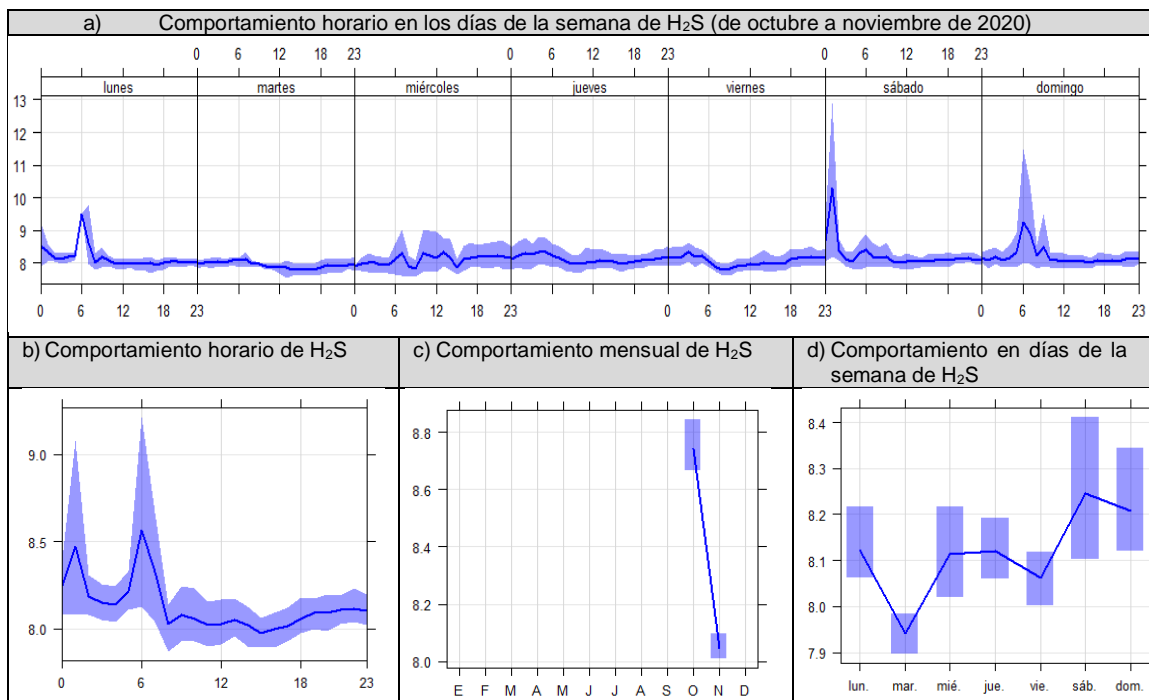 a) Comportamiento horario en los días de la semana de H₂S (de octubre a noviembre de 2020)
0 6 12 18 23 0 6 12 18 23 0 6 12 18 23
lunes martes miércoles jueves viernes sábado domingo
13
12
11
10
9
8
0 6 12 18 23 0 6 12 18 23 0 6 12 18 23 0 6 12 18 23
b) Comportamiento horario de H₂S
9.0
8.5
8.0
0 6 12 18 23
c) Comportamiento mensual de H₂S
8.8
8.6
8.4
8.2
8.0
E F M A M J J A S O N D
d) Comportamiento en días de la
semana de H₂S
8.4
8.3
8.2
8.1
8.0
7.9
lun. mar. mié. jue. vie. sáb. dom.